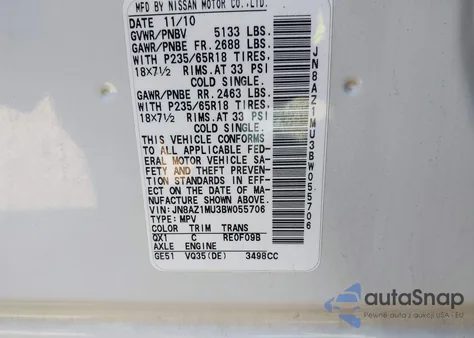 MFD BY NISSAN MOTOR CO.,LTD.
DATE 11/10
GVWR/PNBV 5133 LBS.
GAWR/PNBE FR. 2688 LBS.
WITH P235/65R18 TIRES,
18X7½ RIMS.AT 33 PSI
COLD SINGLE.
GAWR/PNBE RR. 2463 LBS.
WITH P235/65R18 TIRES,
18X7½ RIMS.AT 33 PSI
COLD SINGLE.
THIS VEHICLE CONFORMS
TO ALL APPLICABLE FED-
ERAL MOTOR VEHICLE SA-
FETY AND THEFT PREVEN-
TION STANDARDS IN EFF-
ECT ON THE DATE OF MA-
NUFACTURE SHOWN ABOVE.
VIN:JN8AZ1MU3BW055706
TYPE:MPV
COLOR TRIM TRANS
QX1 C RE0F09B
AXLE ENGINE
GE51 VQ35(DE) 3498CC
JN8AZ1MU3BW055706
autoSnap
Pewne auta z USA - EU